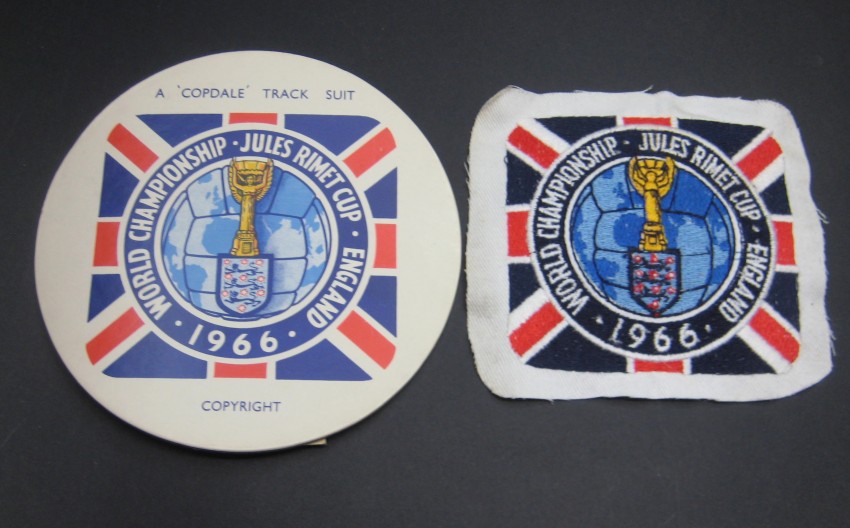 A 'COPDALE' TRACK SUIT
WORLD CHAMPIONSHIP · JULES RIMET CUP · ENGLAND
· 1966 ·
COPYRIGHT
WORLD CHAMPIONSHIP · JULES RIMET CUP · ENGLAND
· 1966 ·